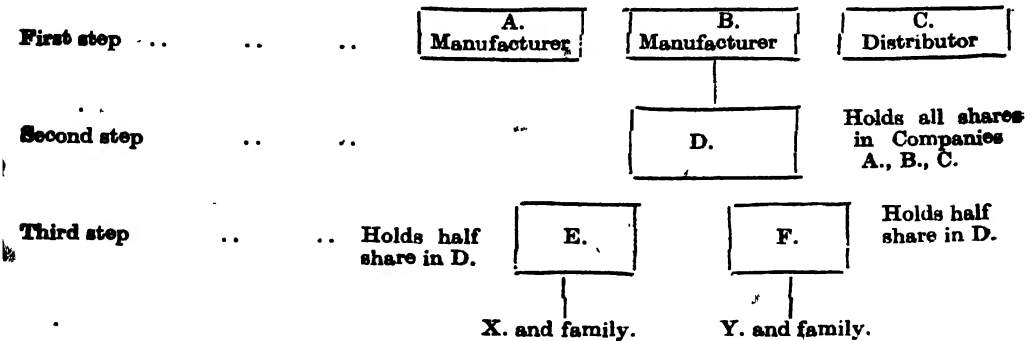 First step .. .. ..
A.
Manufacturer
B.
Manufacturer
C.
Distributor
Second step .. ..
D.
Holds all shares
in Companies
A., B., C.
Third step .. ..
Holds half
share in D.
E.
F.
Holds half
share in D.
X. and family.
Y. and family.